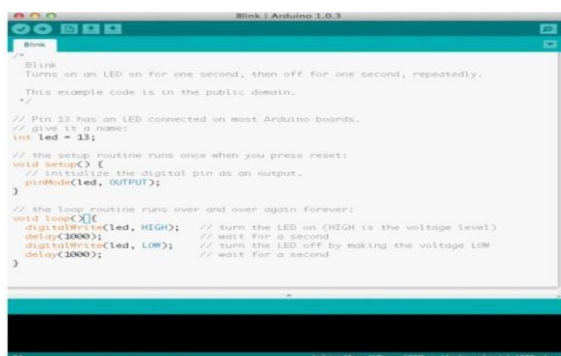 Blink | Arduino 1.0.3
Blink
/*
Blink
Turns on an LED on for one second, then off for one second, repeatedly.
This example code is in the public domain.
*/
// Pin 13 has an LED connected on most Arduino boards.
// give it a name:
int led = 13;
// the setup routine runs once when you press reset:
void setup() {
// initialize the digital pin as an output.
pinMode(led, OUTPUT);
}
// the loop routine runs over and over again forever:
void loop(){
digitalWrite(led, HIGH);   // turn the LED on (HIGH is the voltage level)
delay(1000);               // wait for a second
digitalWrite(led, LOW);    // turn the LED off by making the voltage LOW
delay(1000);               // wait for a second
}